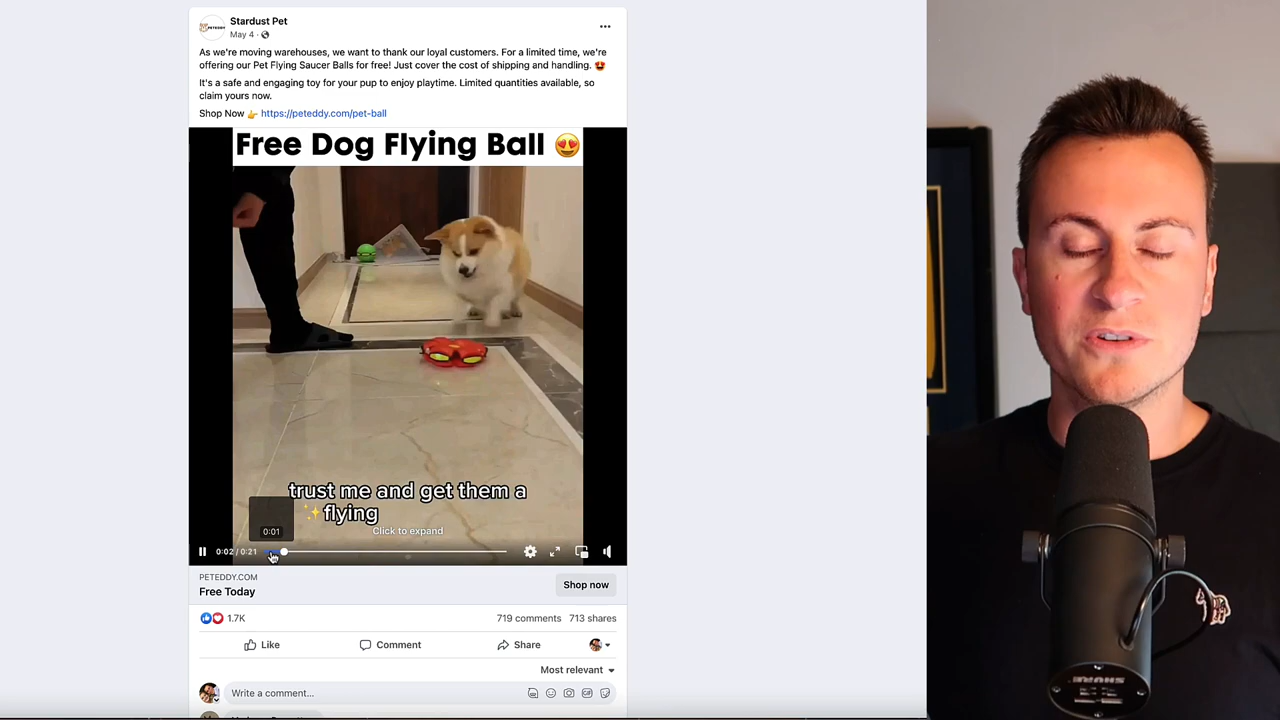 Stardust Pet
May 4 ·
As we're moving warehouses, we want to thank our loyal customers. For a limited time, we're
offering our Pet Flying Saucer Balls for free! Just cover the cost of shipping and handling. 😍
It's a safe and engaging toy for your pup to enjoy playtime. Limited quantities available, so
claim yours now.
Shop Now 👉 https://peteddy.com/pet-ball
Free Dog Flying Ball 😍
trust me and get them a
✨flying
Click to expand
0:01
0:02 / 0:21
PETEDDY.COM
Free Today
Shop now
1.7K
719 comments 713 shares
Like Comment Share
Most relevant
Write a comment...